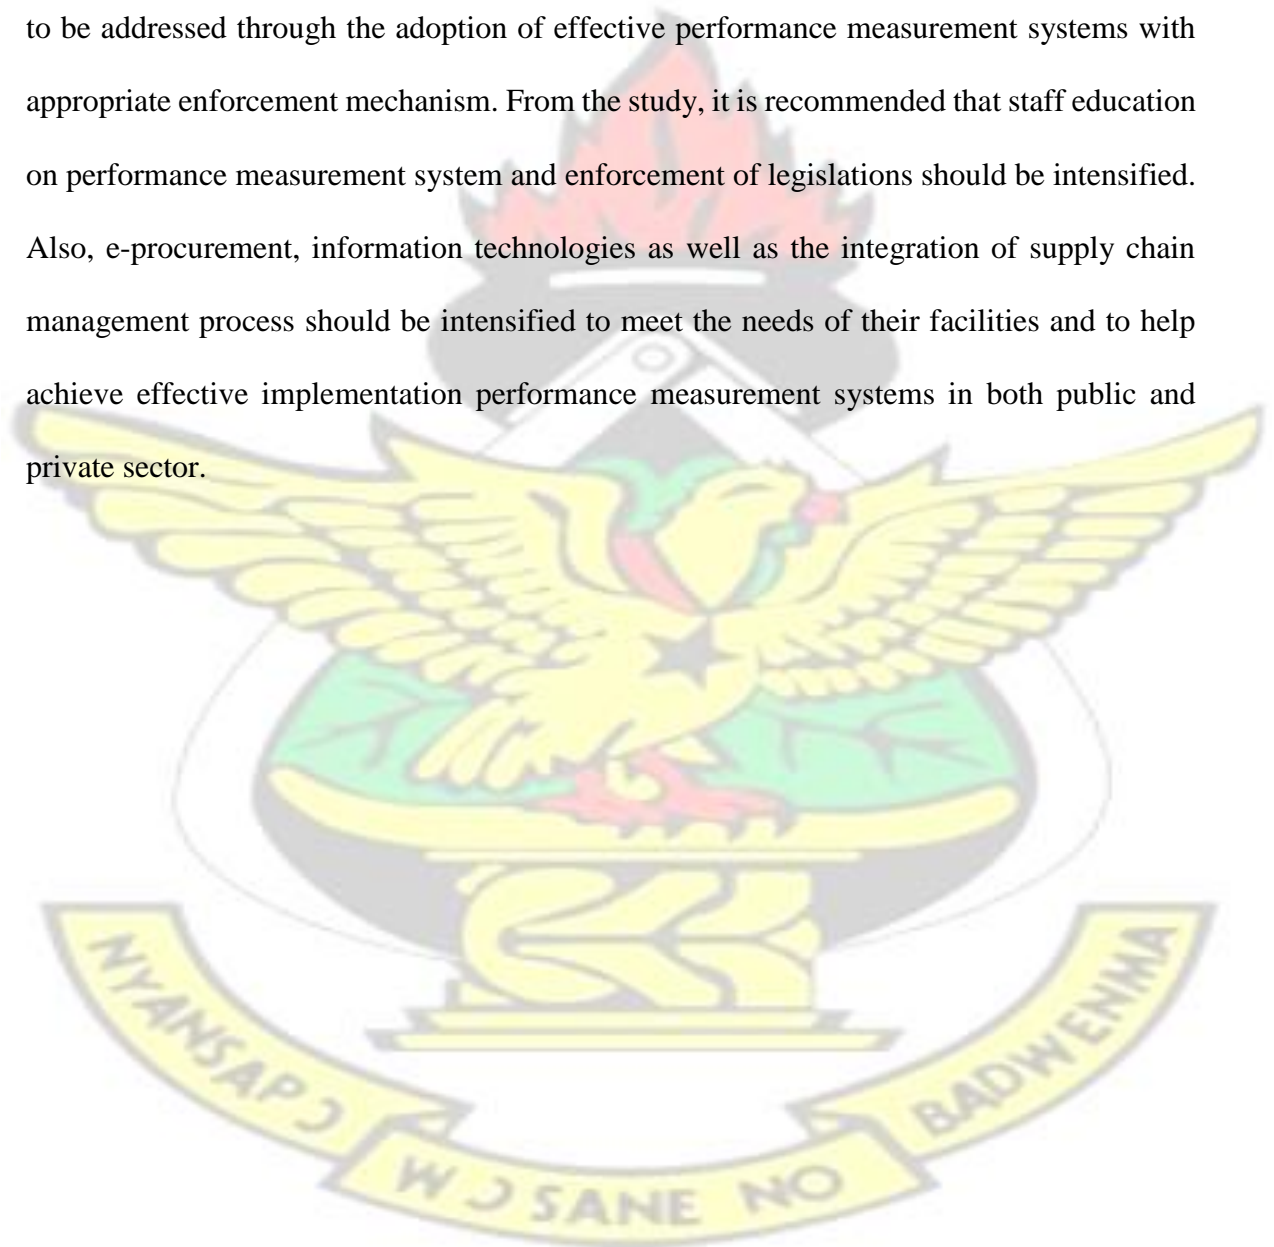 to be addressed through the adoption of effective performance measurement systems with
appropriate enforcement mechanism. From the study, it is recommended that staff education
on performance measurement system and enforcement of legislations should be intensified.
Also, e-procurement, information technologies as well as the integration of supply chain
management process should be intensified to meet the needs of their facilities and to help
achieve effective implementation performance measurement systems in both public and
private sector.
NYANSAPƆ
WƆSANE NO
BADWENMA